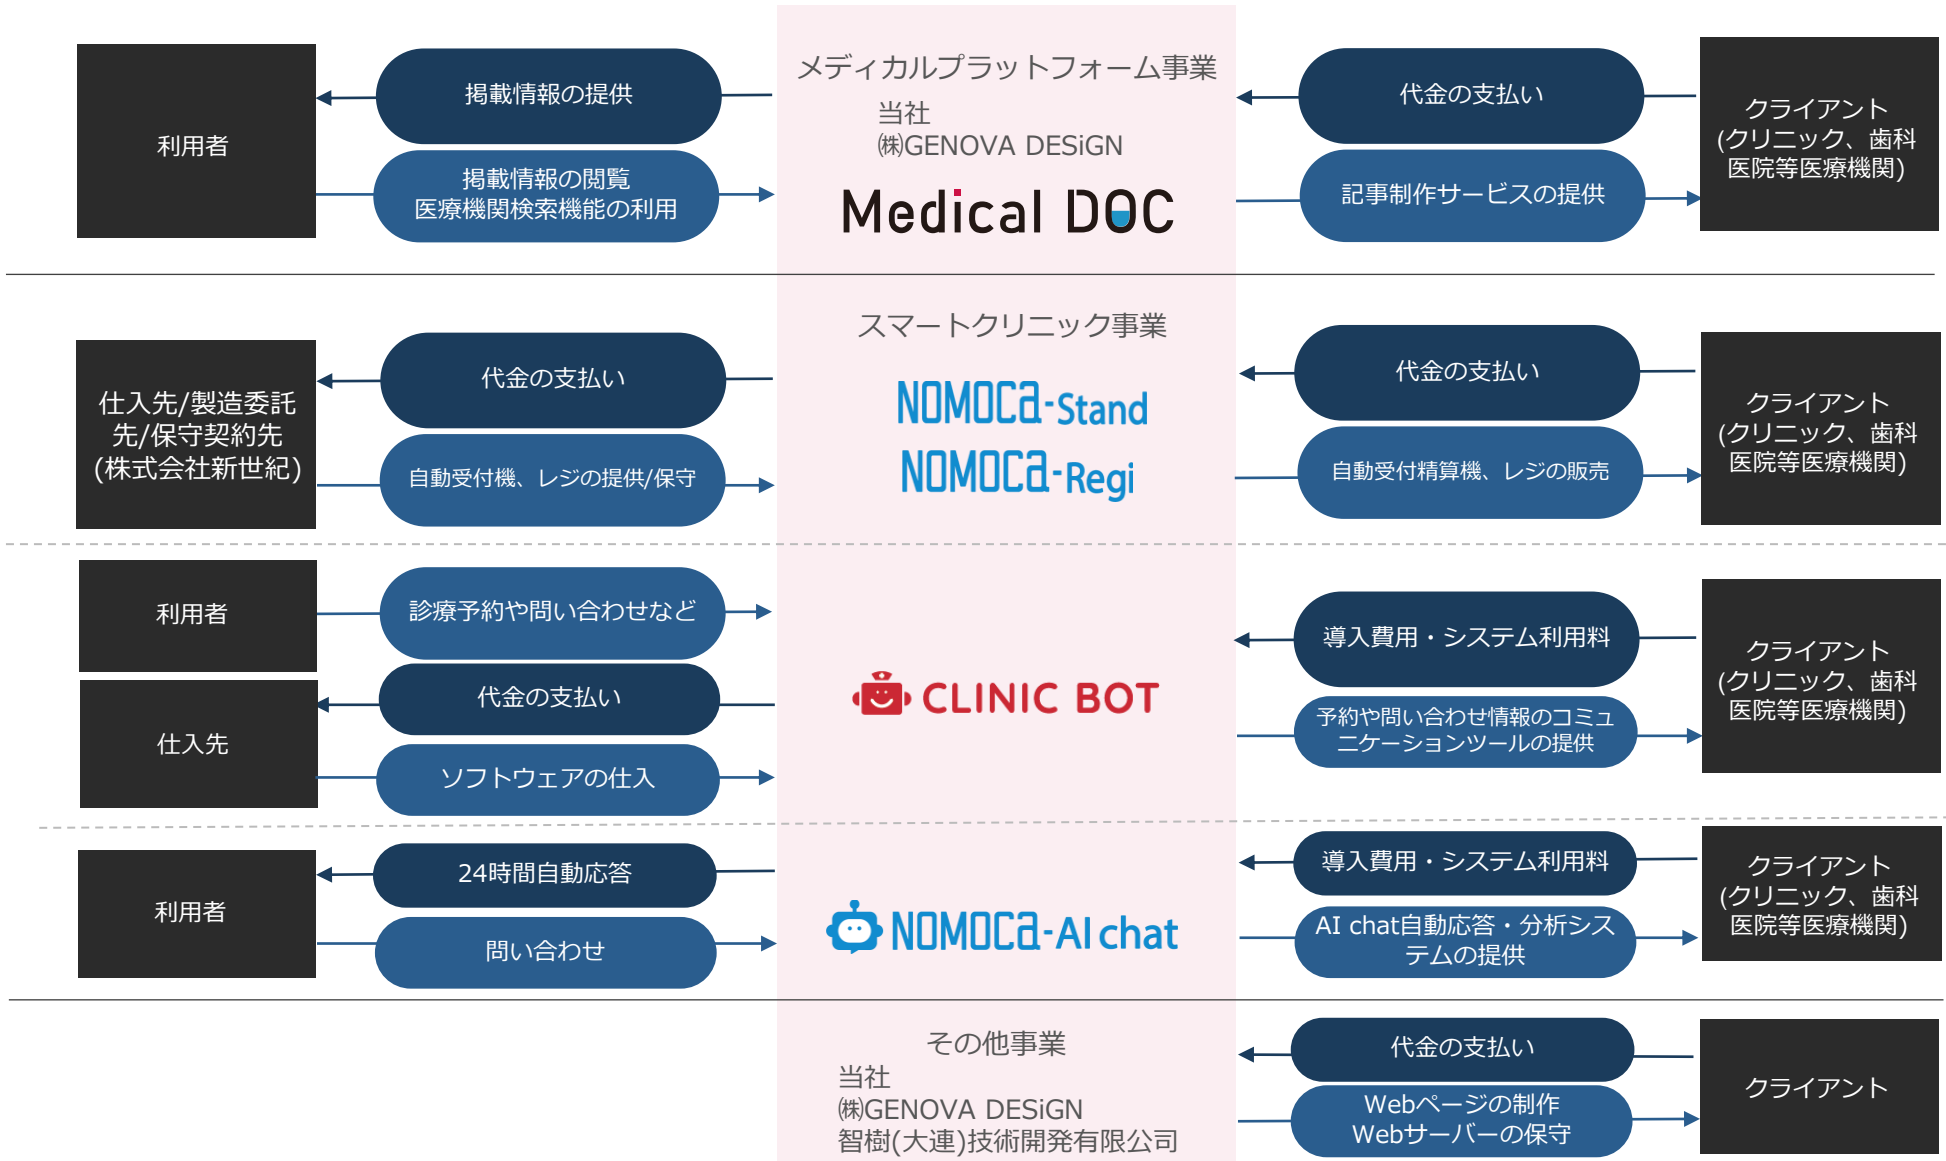 利用者
掲載情報の提供
掲載情報の閲覧
医療機関検索機能の利用
メディカルプラットフォーム事業
当社
㈱GENOVA DESiGN
Medical DOC
代金の支払い
記事制作サービスの提供
クライアント
(クリニック、歯科
医院等医療機関)
仕入先/製造委託
先/保守契約先
(株式会社新世紀)
代金の支払い
自動受付機、レジの提供/保守
スマートクリニック事業
NOMOCa-Stand
NOMOCa-Regi
代金の支払い
自動受付精算機、レジの販売
クライアント
(クリニック、歯科
医院等医療機関)
利用者
診療予約や問い合わせなど
仕入先
代金の支払い
ソフトウェアの仕入
CLINIC BOT
導入費用・システム利用料
予約や問い合わせ情報のコミュ
ニケーションツールの提供
クライアント
(クリニック、歯科
医院等医療機関)
利用者
24時間自動応答
問い合わせ
NOMOCa-AI chat
導入費用・システム利用料
AI chat自動応答・分析シス
テムの提供
クライアント
(クリニック、歯科
医院等医療機関)
その他事業
当社
㈱GENOVA DESiGN
智樹(大連)技術開発有限公司
代金の支払い
Webページの制作
Webサーバーの保守
クライアント